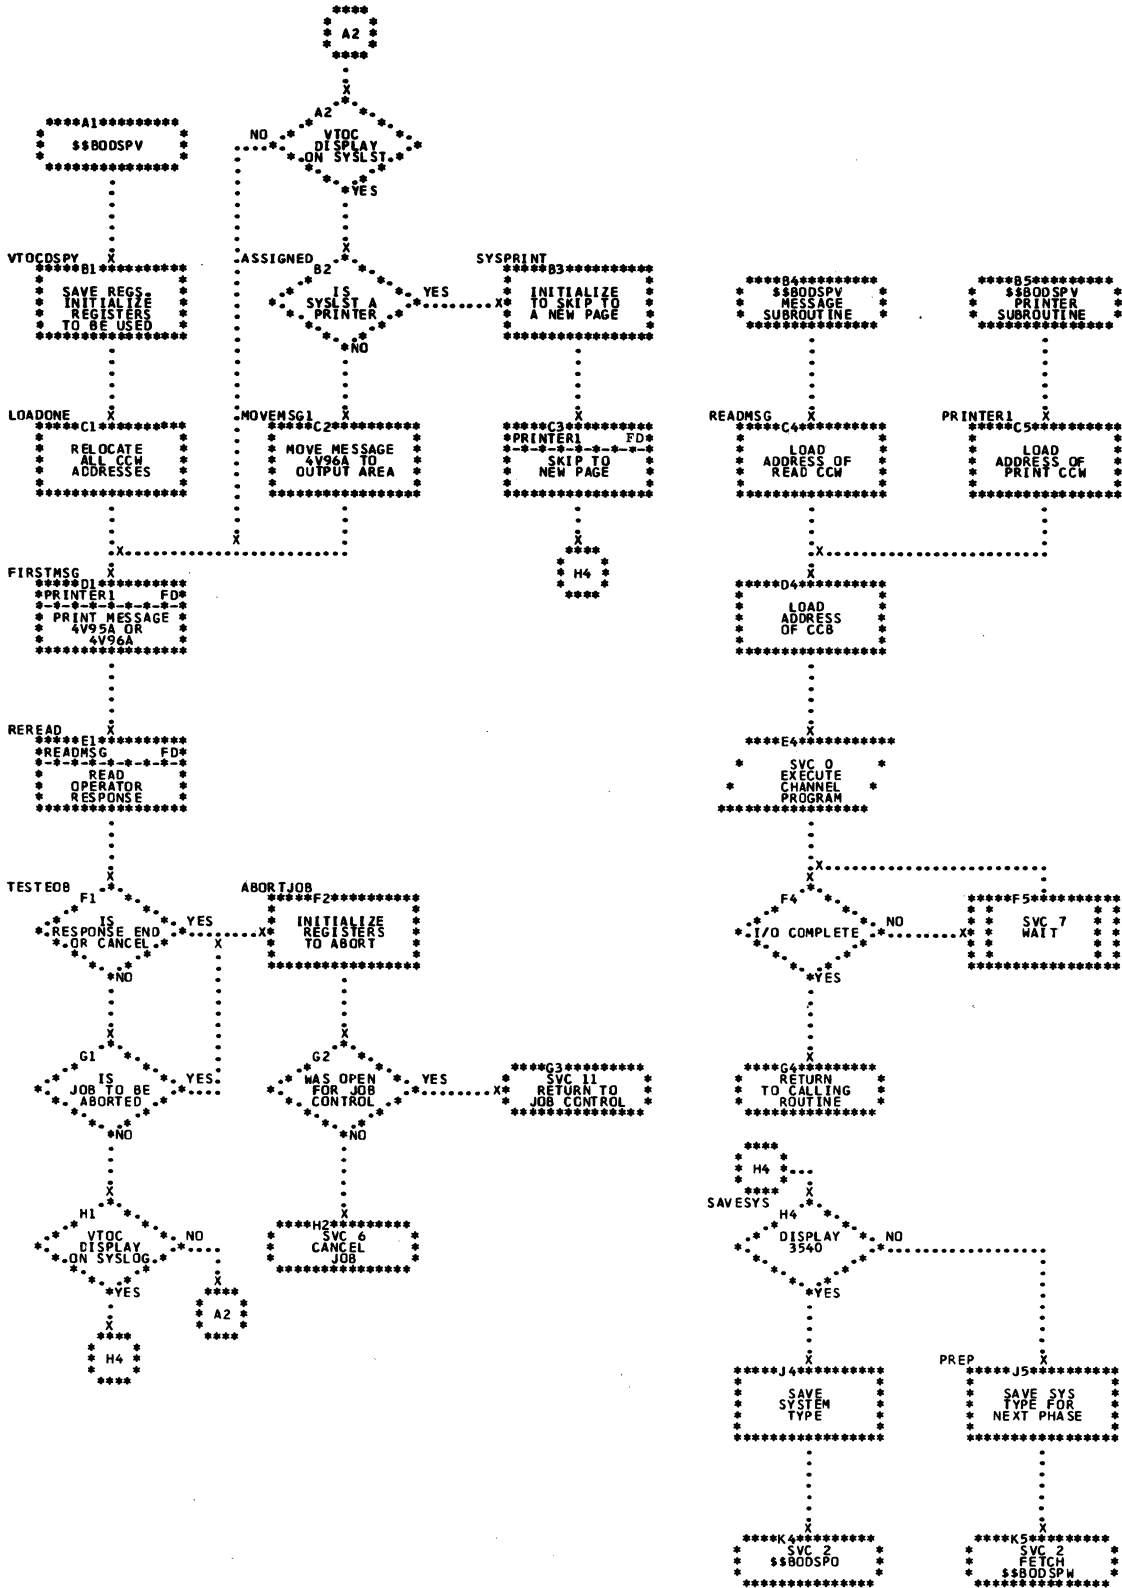 A2
A1
$$BODSPV
A2
VTOC
DISPLAY
ON SYSLST
NO
YES
VTOCDSPY
B1
SAVE REGS.
INITIALIZE
REGISTERS
TO BE USED
ASSIGNED
B2
IS
SYSLST A
PRINTER
YES
NO
SYSPRINT
B3
INITIALIZE
TO SKIP TO
A NEW PAGE
B4
$$BODSPV
MESSAGE
SUBROUTINE
B5
$$BODSPV
PRINTER
SUBROUTINE
LOADONE
C1
RELOCATE
ALL CCW
ADDRESSES
MOVEMSG1
C2
MOVE MESSAGE
4V96A TO
OUTPUT AREA
C3
PRINTER1 FD
SKIP TO
NEW PAGE
READMSG
C4
LOAD
ADDRESS OF
READ CCW
PRINTER1
C5
LOAD
ADDRESS OF
PRINT CCW
H4
FIRSTMSG
D1
PRINTER1 FD
PRINT MESSAGE
4V95A OR
4V96A
D4
LOAD
ADDRESS
OF CCB
REREAD
E1
READMSG FD
READ
OPERATOR
RESPONSE
E4
SVC 0
EXECUTE
CHANNEL
PROGRAM
TESTEOB
F1
IS
RESPONSE END
OR CANCEL
YES
NO
ABORTJOB
F2
INITIALIZE
REGISTERS
TO ABORT
F4
I/O COMPLETE
NO
YES
F5
SVC 7
WAIT
G1
IS
JOB TO BE
ABORTED
YES
NO
G2
WAS OPEN
FOR JOB
CONTROL
YES
NO
G3
SVC 11
RETURN TO
JOB CONTROL
G4
RETURN
TO CALLING
ROUTINE
H4
SAVESYS
H1
VTOC
DISPLAY
ON SYSLOG
NO
YES
H2
SVC 6
CANCEL
JOB
H4
DISPLAY
3540
NO
YES
A2
H4
J4
SAVE
SYSTEM
TYPE
PREP
J5
SAVE SYS
TYPE FOR
NEXT PHASE
K4
SVC 2
$$BODSPO
K5
SVC 2
FETCH
$$BODSPW